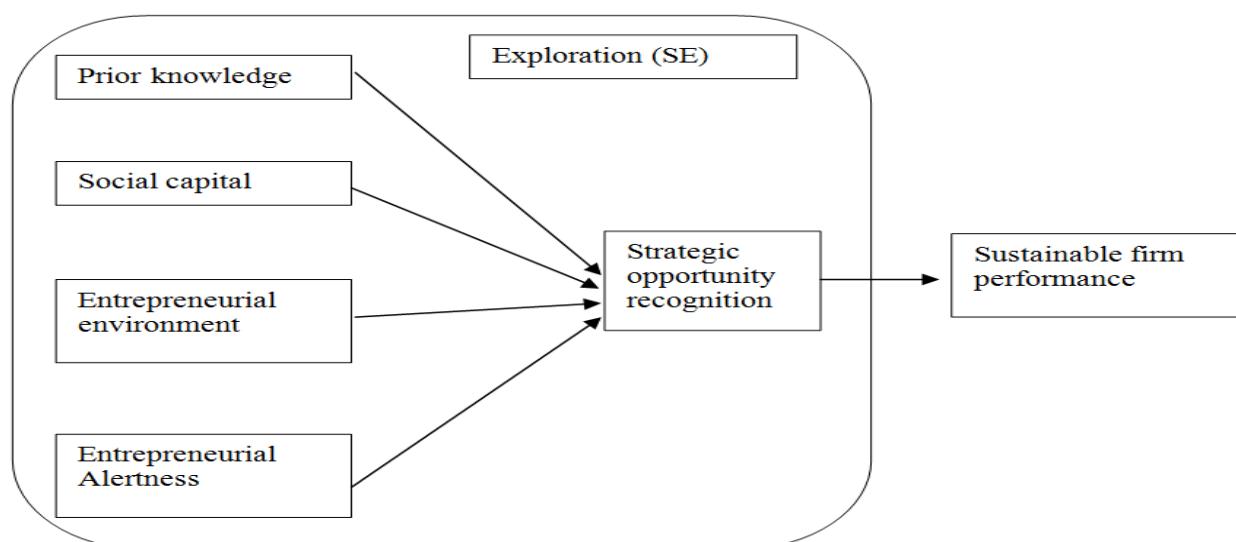 Prior knowledge
Exploration (SE)
Social capital
Strategic
opportunity
recognition
Sustainable firm
performance
Entrepreneurial
environment
Entrepreneurial
Alertness